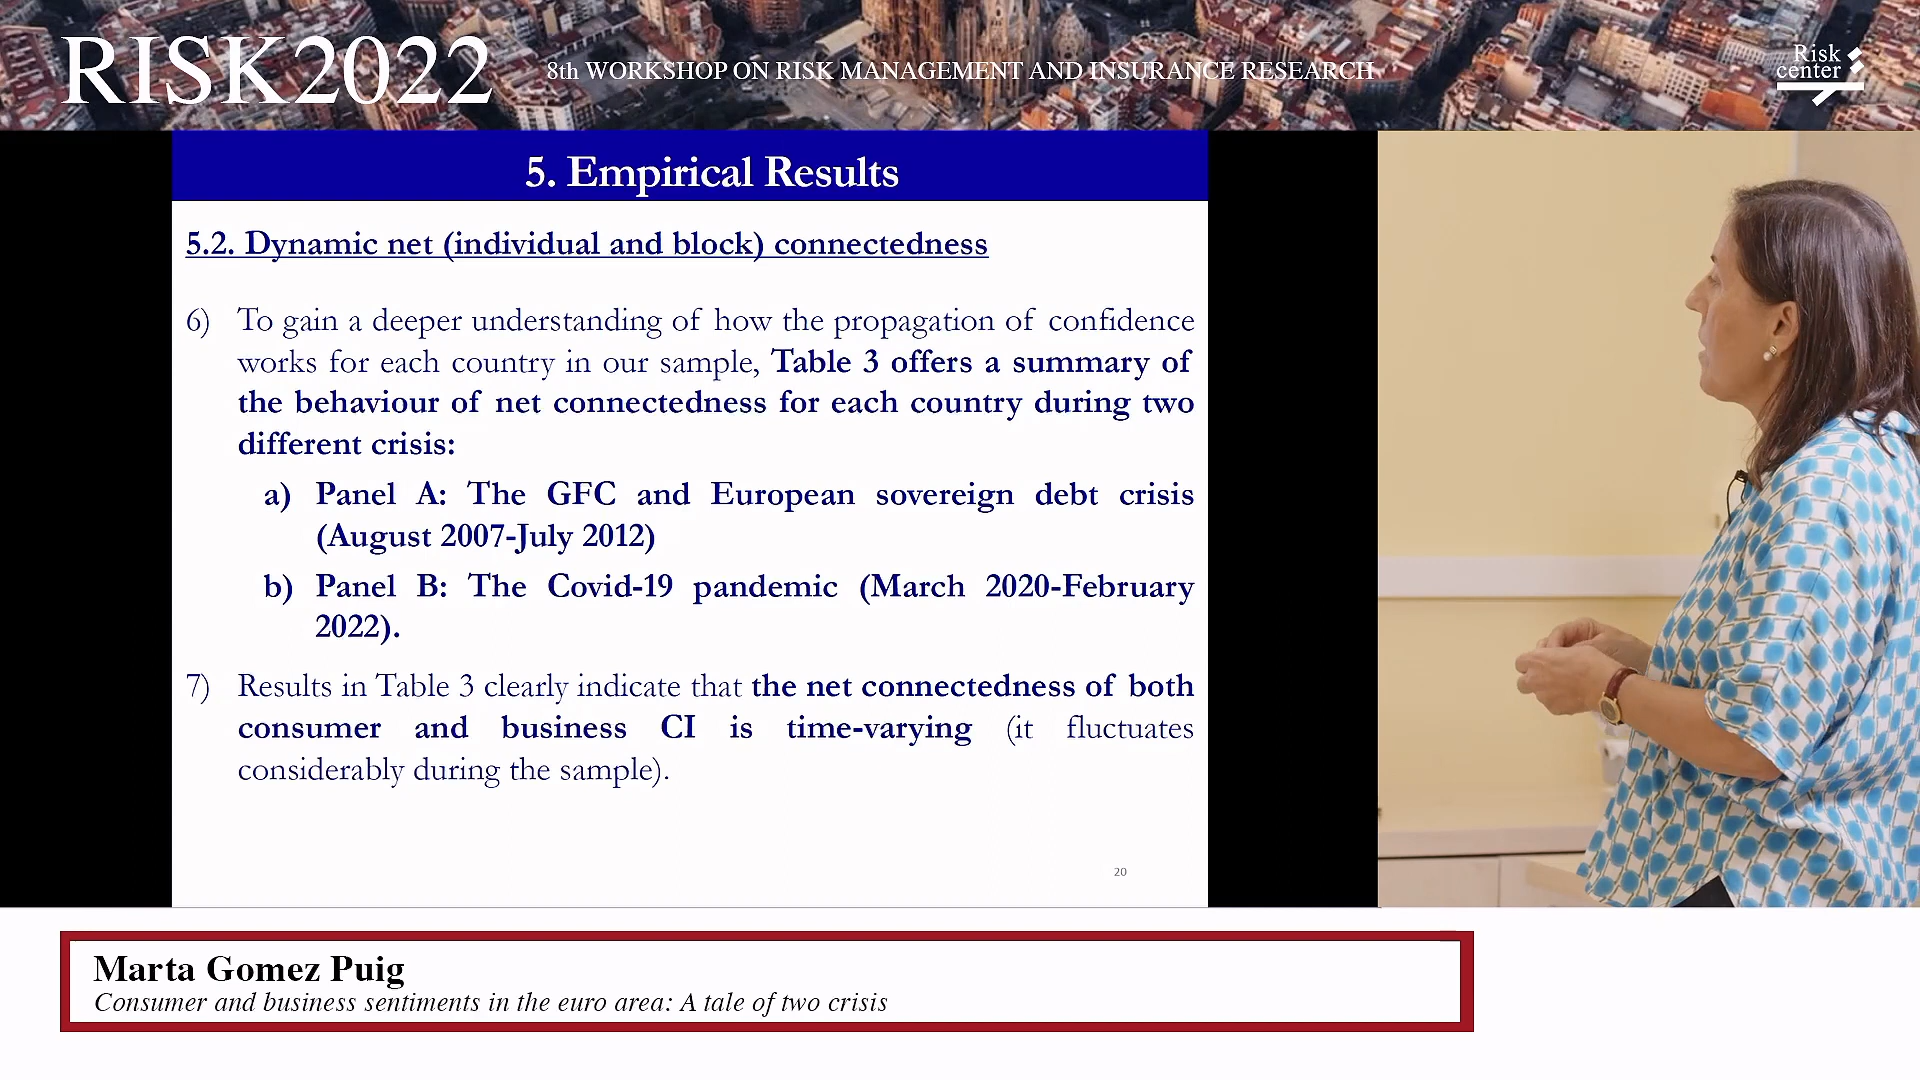 RISK2022
8th WORKSHOP ON RISK MANAGEMENT AND INSURANCE RESEARCH
Risk
center
5. Empirical Results
5.2. Dynamic net (individual and block) connectedness
6) To gain a deeper understanding of how the propagation of confidence
works for each country in our sample, Table 3 offers a summary of
the behaviour of net connectedness for each country during two
different crisis:
a) Panel A: The GFC and European sovereign debt crisis
(August 2007-July 2012)
b) Panel B: The Covid-19 pandemic (March 2020-February
2022).
7) Results in Table 3 clearly indicate that the net connectedness of both
consumer and business CI is time-varying (it fluctuates
considerably during the sample).
20
Marta Gomez Puig
Consumer and business sentiments in the euro area: A tale of two crisis